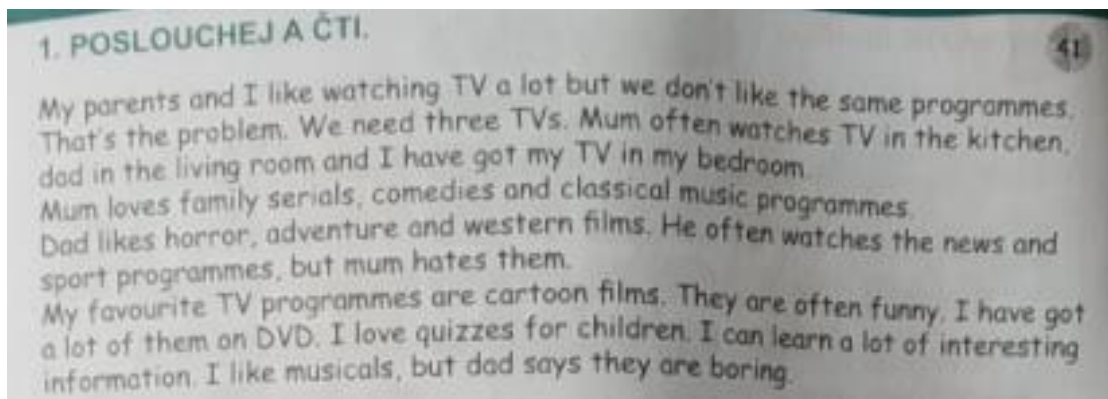 1. POSLOUCHEJ A ČTI.
41
My parents and I like watching TV a lot but we don't like the same programmes.
That's the problem. We need three TVs. Mum often watches TV in the kitchen,
dad in the living room and I have got my TV in my bedroom.
Mum loves family serials, comedies and classical music programmes.
Dad likes horror, adventure and western films. He often watches the news and
sport programmes, but mum hates them.
My favourite TV programmes are cartoon films. They are often funny. I have got
a lot of them on DVD. I love quizzes for children. I can learn a lot of interesting
information. I like musicals, but dad says they are boring.